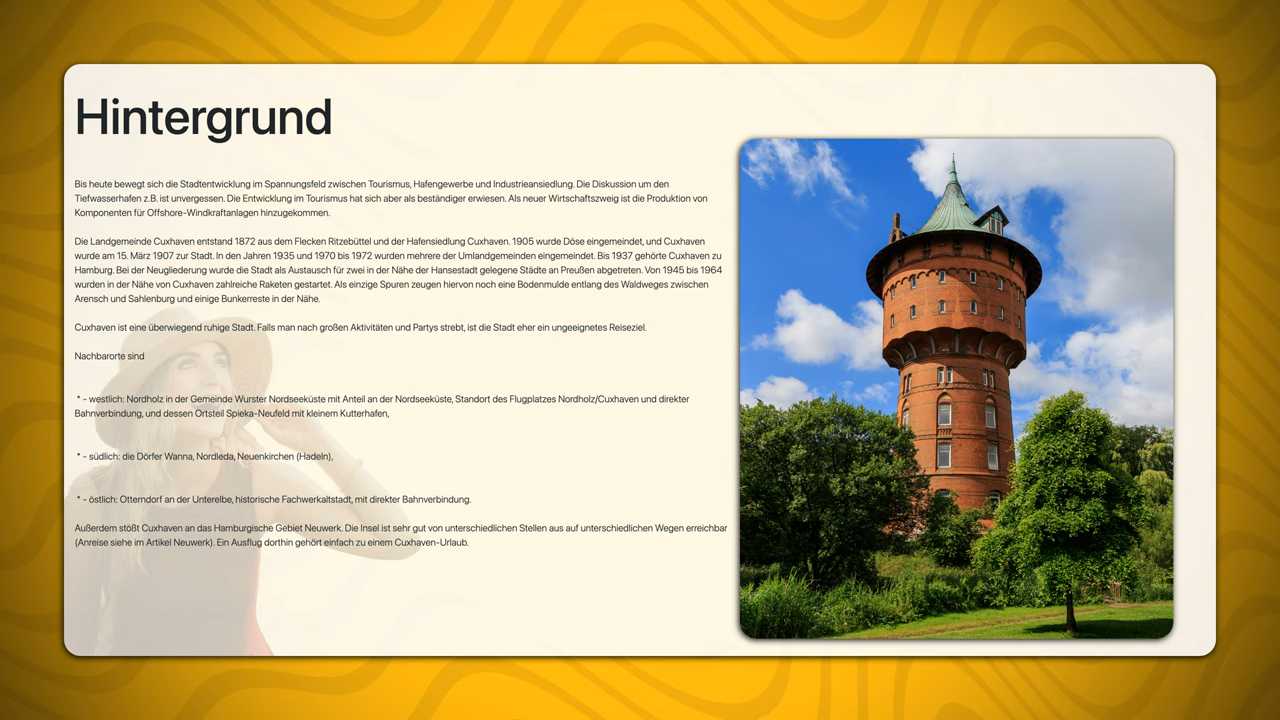 Hintergrund
Bis heute bewegt sich die Stadtentwicklung im Spannungsfeld zwischen Tourismus, Hafengewerbe und Industrieansiedlung. Die Diskussion um den
Tiefwasserhafen z.B. ist unvergessen. Die Entwicklung im Tourismus hat sich aber als beständiger erwiesen. Als neuer Wirtschaftszweig ist die Produktion von
Komponenten für Offshore-Windkraftanlagen hinzugekommen.
Die Landgemeinde Cuxhaven entstand 1872 aus dem Flecken Ritzebüttel und der Hafensiedlung Cuxhaven. 1905 wurde Döse eingemeindet, und Cuxhaven
wurde am 15. März 1907 zur Stadt. In den Jahren 1935 und 1970 bis 1972 wurden mehrere der Umlandgemeinden eingemeindet. Bis 1937 gehörte Cuxhaven zu
Hamburg. Bei der Neugliederung wurde die Stadt als Austausch für zwei in der Nähe der Hansestadt gelegene Städte an Preußen abgetreten. Von 1945 bis 1964
wurden in der Nähe von Cuxhaven zahlreiche Raketen gestartet. Als einzige Spuren zeugen hiervon noch eine Bodenmulde entlang des Waldweges zwischen
Arensch und Sahlenburg und einige Bunkerreste in der Nähe.
Cuxhaven ist eine überwiegend ruhige Stadt. Falls man nach großen Aktivitäten und Partys strebt, ist die Stadt eher ein ungeeignetes Reiseziel.
Nachbarorte sind
* - westlich: Nordholz in der Gemeinde Wurster Nordseeküste mit Anteil an der Nordseeküste, Standort des Flugplatzes Nordholz/Cuxhaven und direkter
Bahnverbindung, und dessen Ortsteil Spieka-Neufeld mit kleinem Kutterhafen,
* - südlich: die Dörfer Wanna, Nordleda, Neuenkirchen (Hadeln),
* - östlich: Otterndorf an der Unterelbe, historische Fachwerkaltstadt, mit direkter Bahnverbindung.
Außerdem stößt Cuxhaven an das Hamburgische Gebiet Neuwerk. Die Insel ist sehr gut von unterschiedlichen Stellen aus auf unterschiedlichen Wegen erreichbar
(Anreise siehe im Artikel Neuwerk). Ein Ausflug dorthin gehört einfach zu einem Cuxhaven-Urlaub.